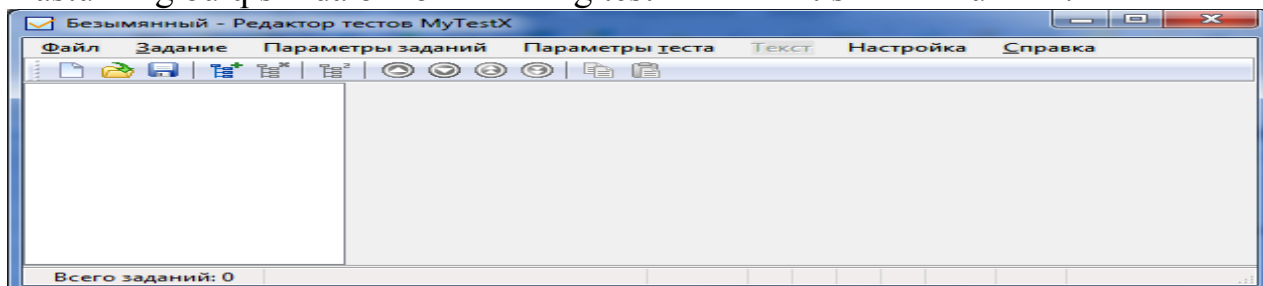 Безымянный - Редактор тестов MyTestX
Файл Задание Параметры заданий Параметры теста Текст Настройка Справка
Всего заданий: 0